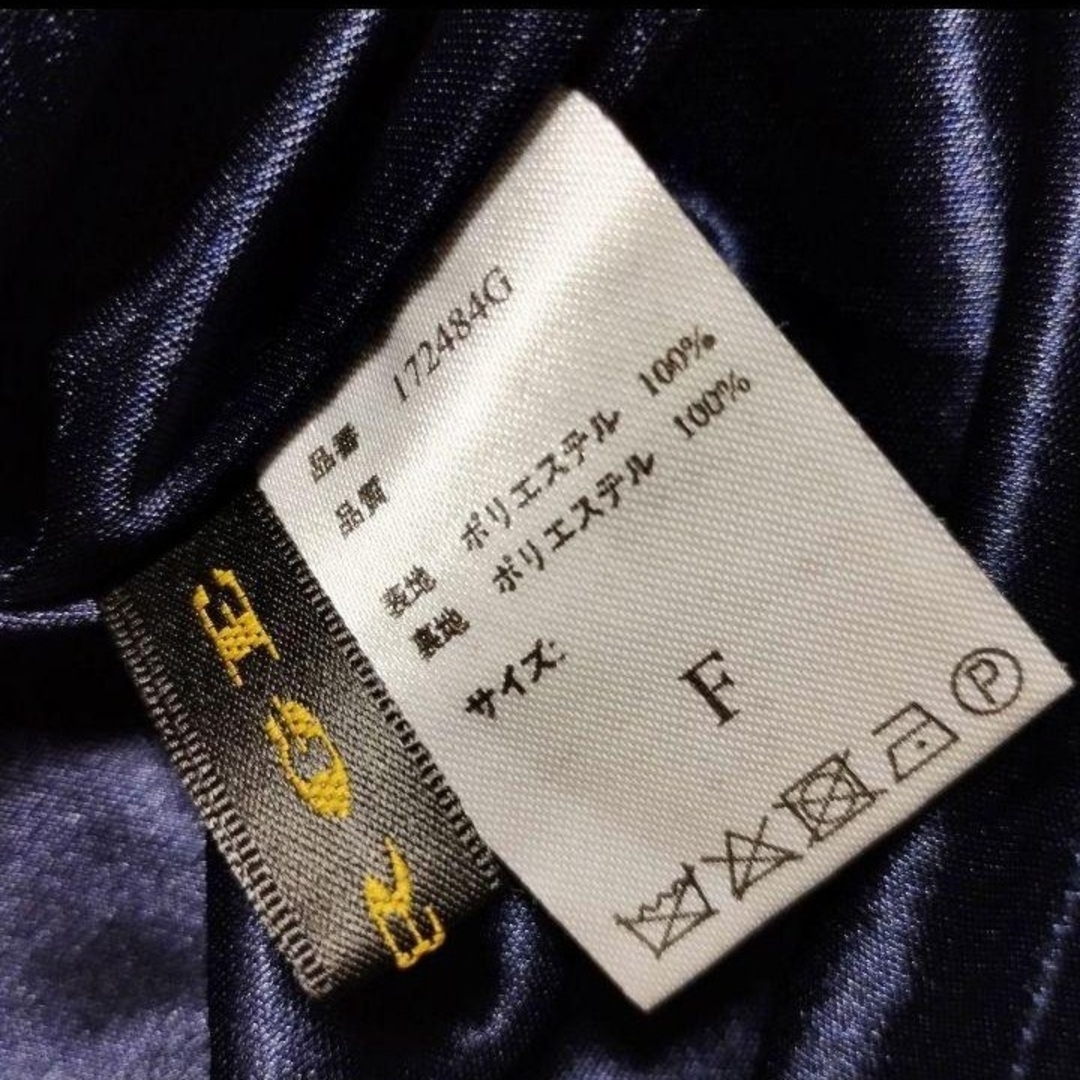 品番 172484G
品質
表地 ポリエステル 100%
裏地 ポリエステル 100%
サイズ: F
P